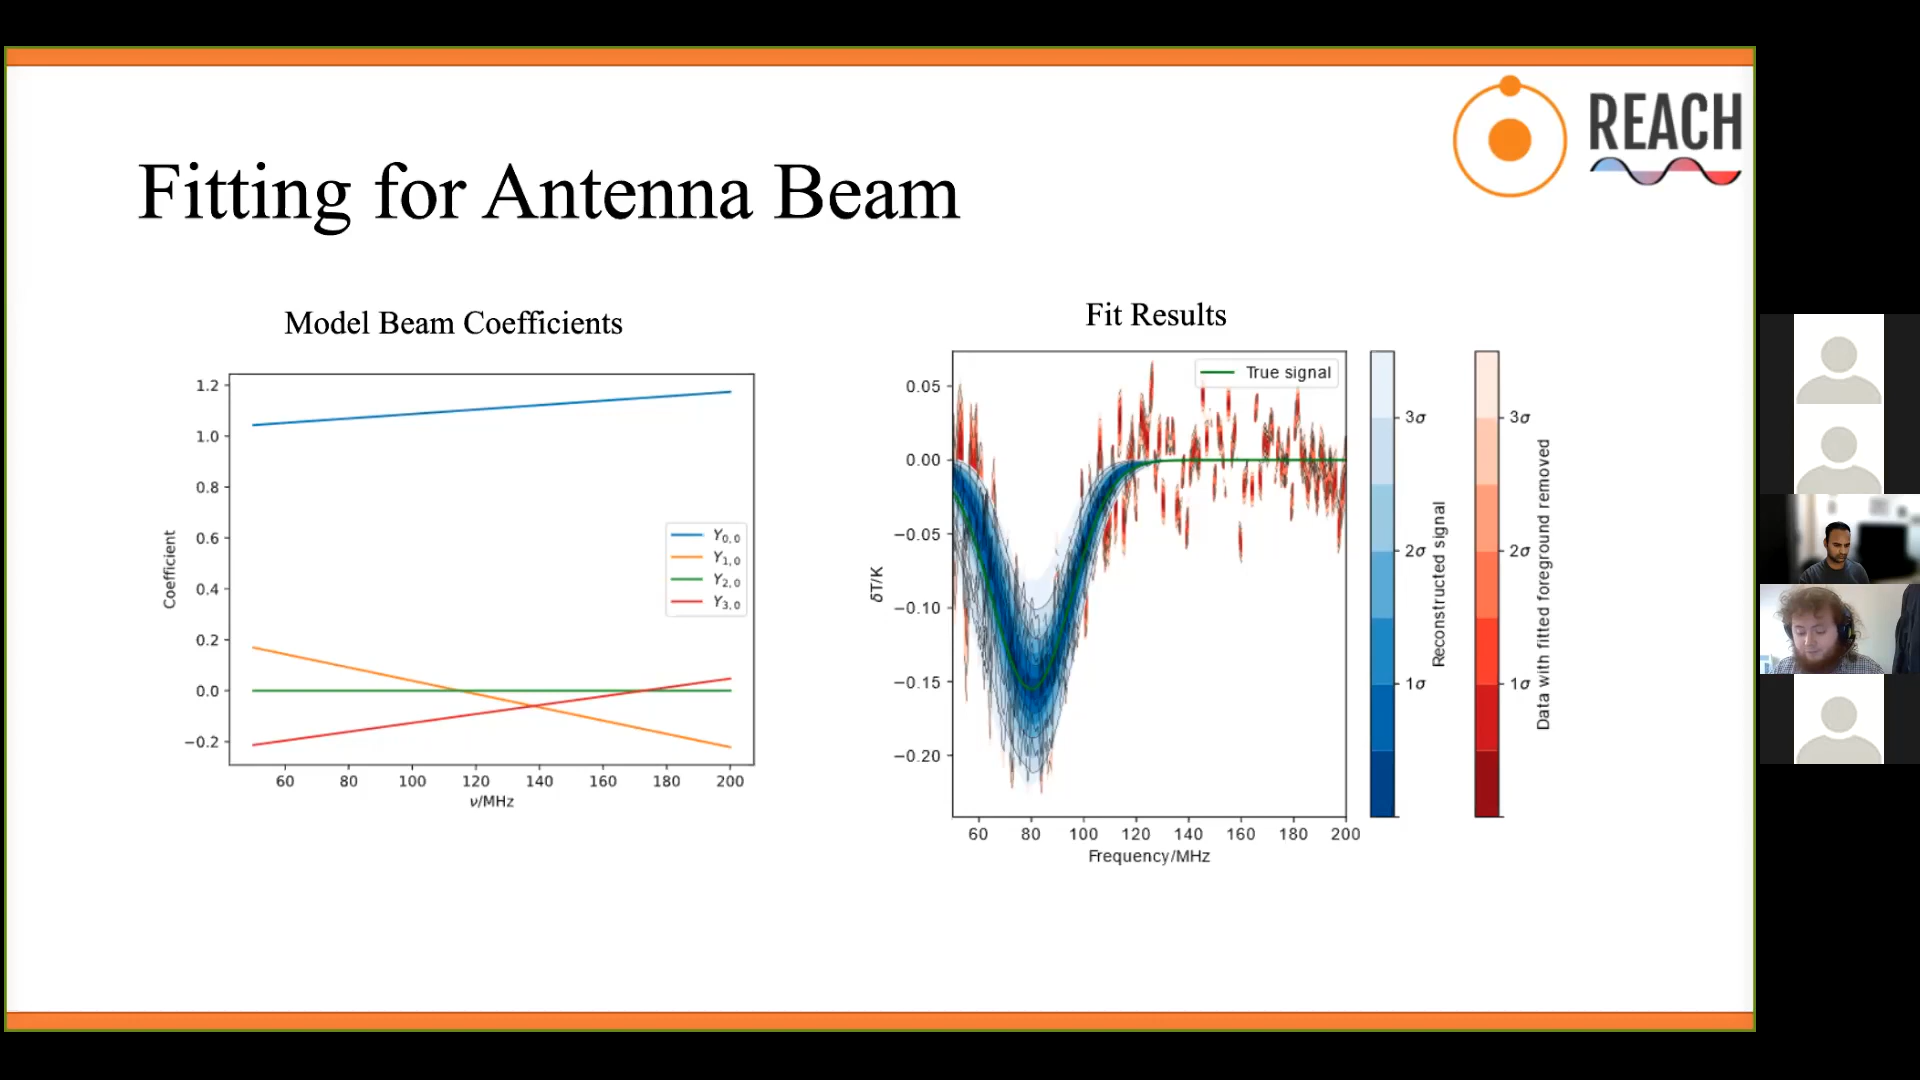 REACH
Fitting for Antenna Beam
Model Beam Coefficients
1.2
1.0
0.8
0.6
0.4
0.2
0.0
−0.2
Coefficient
Y0,0
Y1,0
Y2,0
Y3,0
60 80 100 120 140 160 180 200
ν/MHz
Fit Results
True signal
0.05
0.00
−0.05
−0.10
−0.15
−0.20
δT/K
60 80 100 120 140 160 180 200
Frequency/MHz
3σ
2σ
1σ
Reconstructed signal
3σ
2σ
1σ
Data with fitted foreground removed